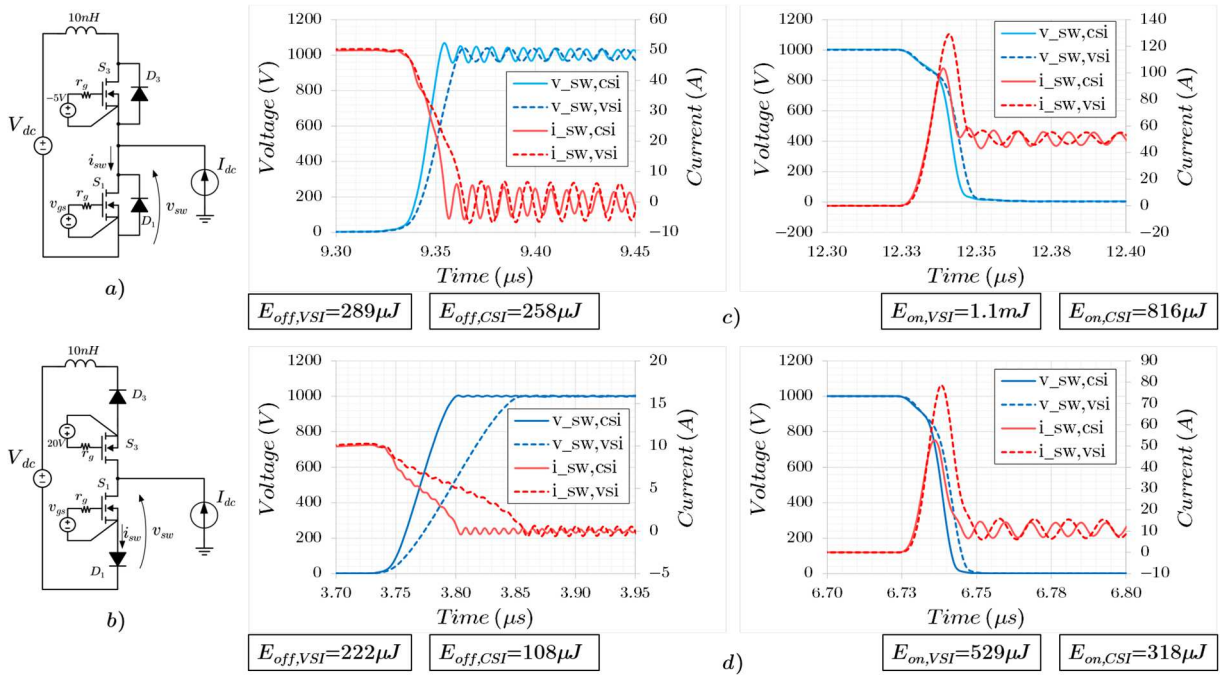 10nH
S3
D3
−5V
rg
Vdc
isw
S1
rg
vgs
D1
vsw
Idc
a)
10nH
D3
20V
rg
S3
Vdc
S1
rg
vgs
isw
vsw
D1
Idc
b)
Voltage (V)
1200
1000
800
600
400
200
0
60
50
40
30
20
10
0
−10
Current (A)
v_sw,csi
v_sw,vsi
i_sw,csi
i_sw,vsi
9.30 9.35 9.40 9.45
Time (μs)
Voltage (V)
1200
1000
800
600
400
200
0
−200
140
120
100
80
60
40
20
0
−20
Current (A)
v_sw,csi
v_sw,vsi
i_sw,csi
i_sw,vsi
12.30 12.33 12.35 12.38 12.40
Time (μs)
Eoff,VSI=289μJ Eoff,CSI=258μJ c) Eon,VSI=1.1mJ Eon,CSI=816μJ
Voltage (V)
1200
1000
800
600
400
200
0
20
15
10
5
0
−5
Current (A)
v_sw,csi
v_sw,vsi
i_sw,csi
i_sw,vsi
3.70 3.75 3.80 3.85 3.90 3.95
Time (μs)
Voltage (V)
1200
1000
800
600
400
200
0
90
80
70
60
50
40
30
20
10
0
−10
Current (A)
v_sw,csi
v_sw,vsi
i_sw,csi
i_sw,vsi
6.70 6.73 6.75 6.78 6.80
Time (μs)
Eoff,VSI=222μJ Eoff,CSI=108μJ d) Eon,VSI=529μJ Eon,CSI=318μJ